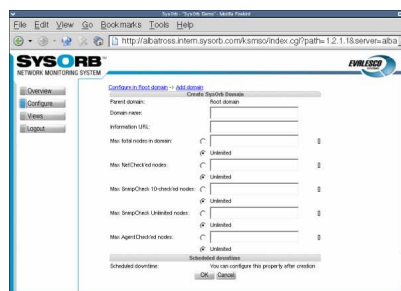 SysOrb - "SysOrb Demo" - Mozilla Firefox
File Edit View Go Bookmarks Tools Help
http://albatross.intern.sysorb.com/ksmso/index.cgi?path=1.2.1.1&server=alba
SYSORB™
NETWORK MONITORING SYSTEM
EVALESCO
Overview
Configure
Views
Logout
Configure in Root domain -> Add domain
Create SysOrb Domain
Parent domain: Root domain
Domain name:
Information URL:
Max total nodes in domain:
Unlimited
Max NetCheck'ed nodes:
Unlimited
Max SnmpCheck 10-check'ed nodes:
Unlimited
Max SnmpCheck Unlimited nodes:
Unlimited
Max AgentCheck'ed nodes:
Unlimited
Scheduled downtime
Scheduled downtime: You can configure this property after creation
OK Cancel